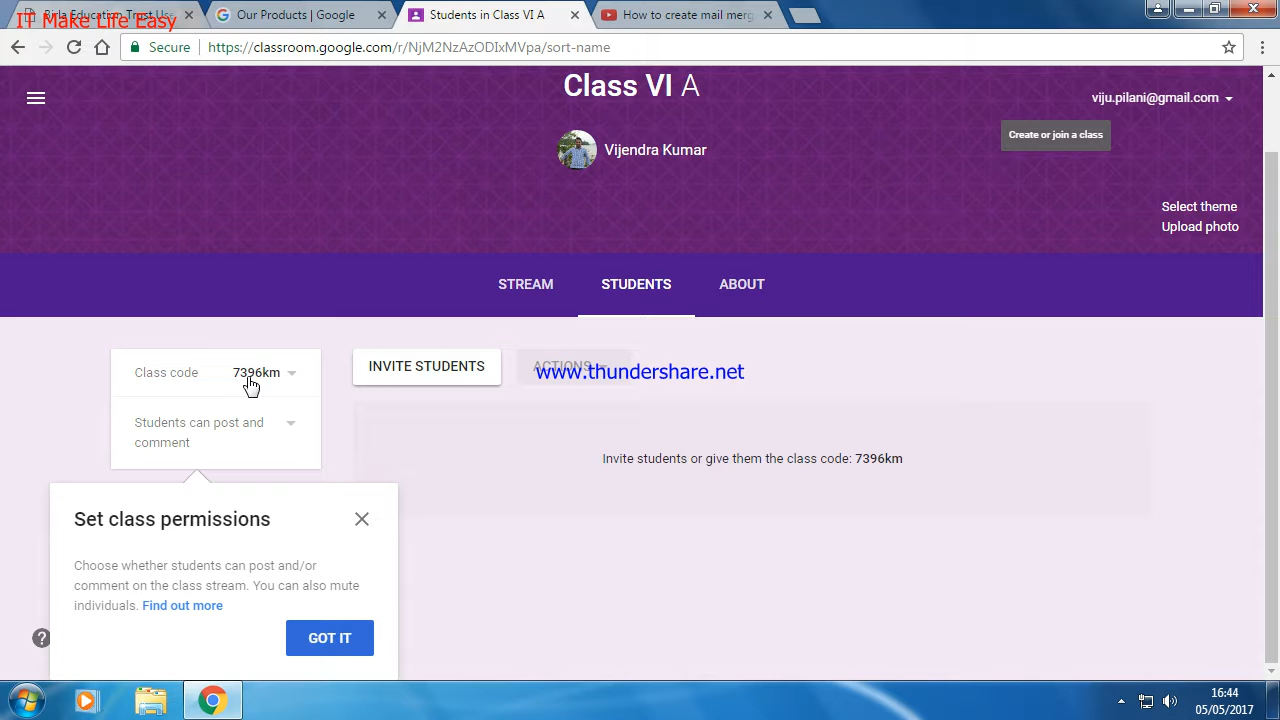 IT Make Life Easy
Birla Education Trust Use
Our Products | Google
Students in Class VI A
How to create mail merg
Secure
https://classroom.google.com/r/NjM2NzAzODIxMVpa/sort-name
Class VI A
viju.pilani@gmail.com
Create or join a class
Vijendra Kumar
Select theme
Upload photo
STREAM
STUDENTS
ABOUT
Class code
7396km
INVITE STUDENTS
ACTIONS
www.thundershare.net
Students can post and
comment
Invite students or give them the class code: 7396km
Set class permissions
Choose whether students can post and/or
comment on the class stream. You can also mute
individuals. Find out more
GOT IT
16:44
05/05/2017